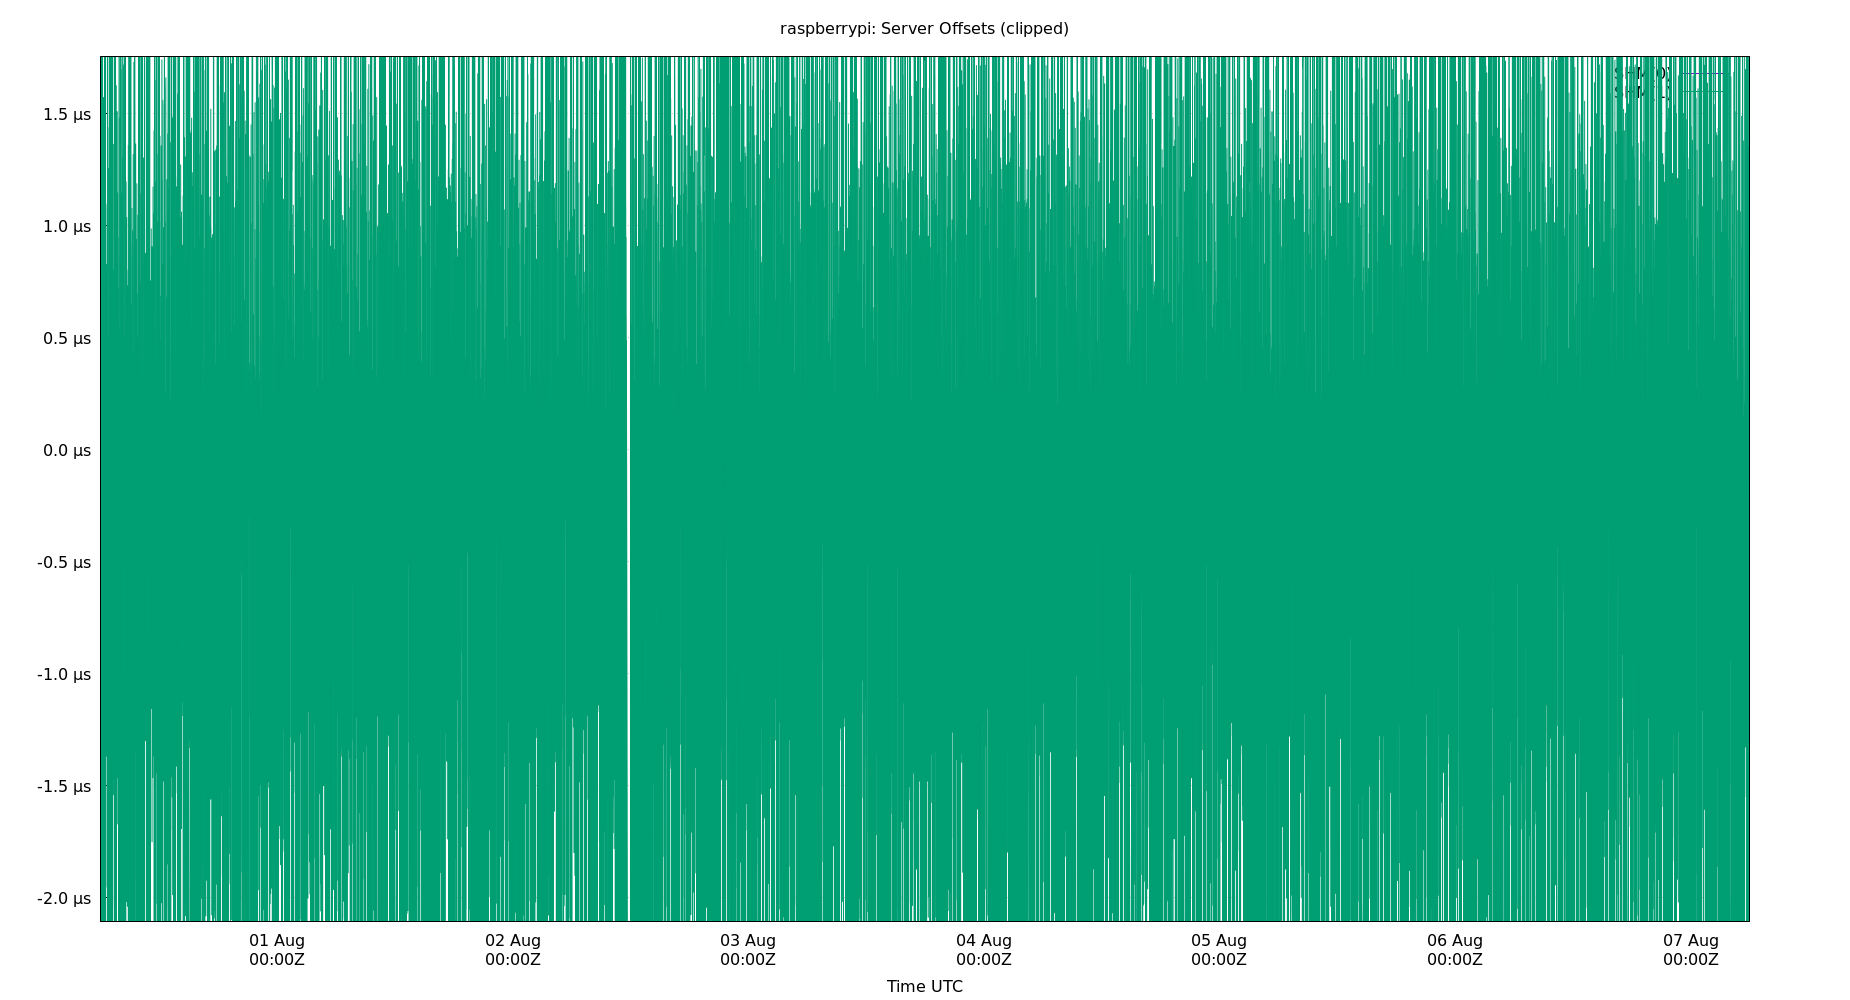 raspberrypi: Server Offsets (clipped)
1.5 µs
1.0 µs
0.5 µs
0.0 µs
-0.5 µs
-1.0 µs
-1.5 µs
-2.0 µs
01 Aug 02 Aug 03 Aug 04 Aug 05 Aug 06 Aug 07 Aug
00:00Z 00:00Z 00:00Z 00:00Z 00:00Z 00:00Z 00:00Z
Time UTC